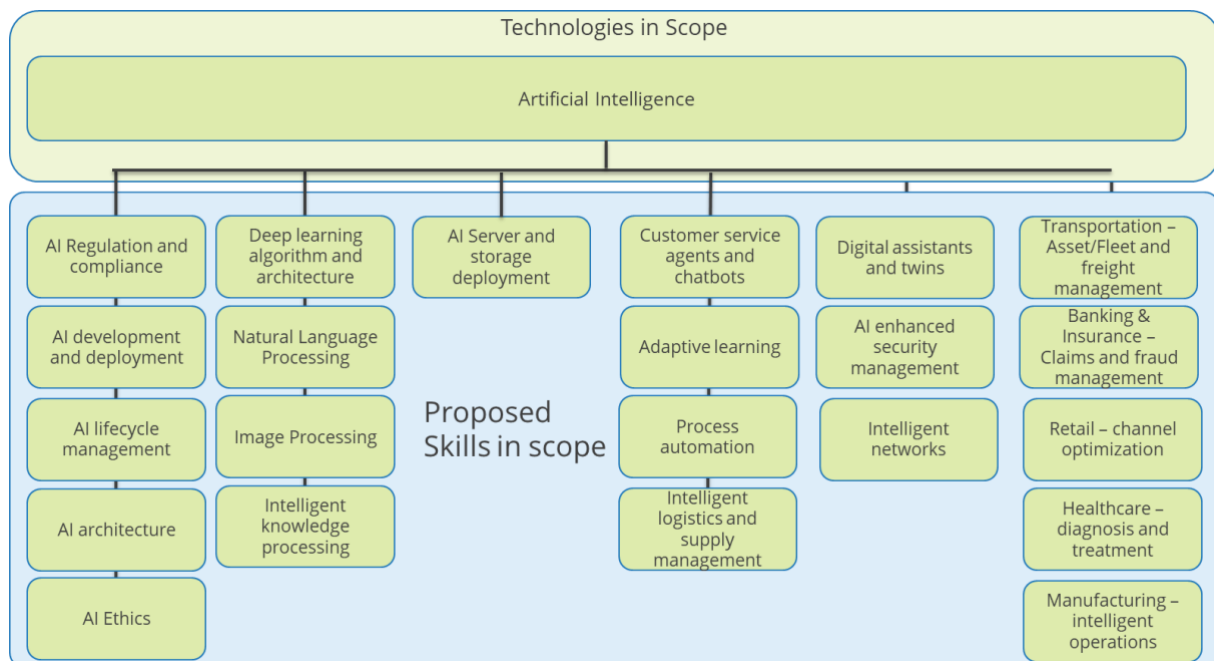 Technologies in Scope
Artificial Intelligence
AI Regulation and
compliance
AI development
and deployment
AI lifecycle
management
AI architecture
AI Ethics
Deep learning
algorithm and
architecture
Natural Language
Processing
Image Processing
Intelligent
knowledge
processing
AI Server and
storage
deployment
Proposed
Skills in scope
Customer service
agents and
chatbots
Adaptive learning
Process
automation
Intelligent
logistics and
supply
management
Digital assistants
and twins
AI enhanced
security
management
Intelligent
networks
Transportation –
Asset/Fleet and
freight
management
Banking &
Insurance –
Claims and fraud
management
Retail – channel
optimization
Healthcare –
diagnosis and
treatment
Manufacturing –
intelligent
operations